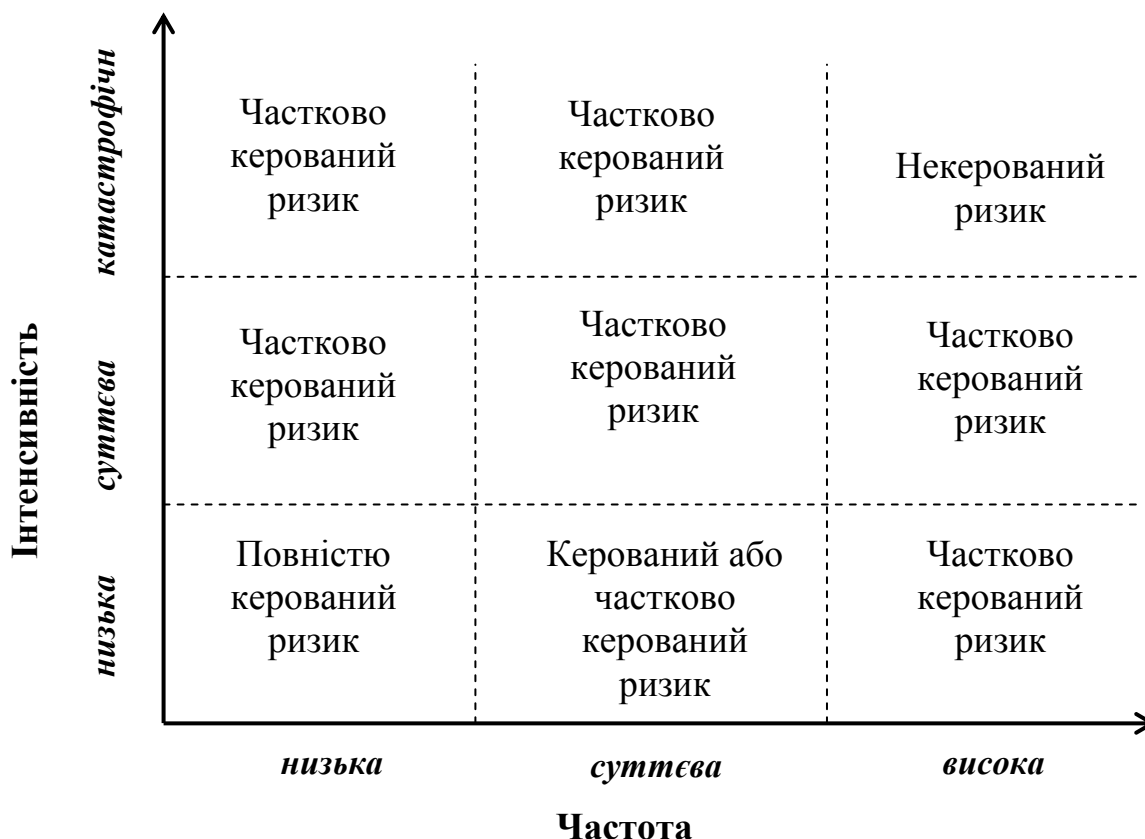 Інтенсивність
катастрофічн
Частково
керований
ризик
Частково
керований
ризик
Некерований
ризик
суттєва
Частково
керований
ризик
Частково
керований
ризик
Частково
керований
ризик
низька
Повністю
керований
ризик
Керований або
частково
керований
ризик
Частково
керований
ризик
низька
суттєва
висока
Частота